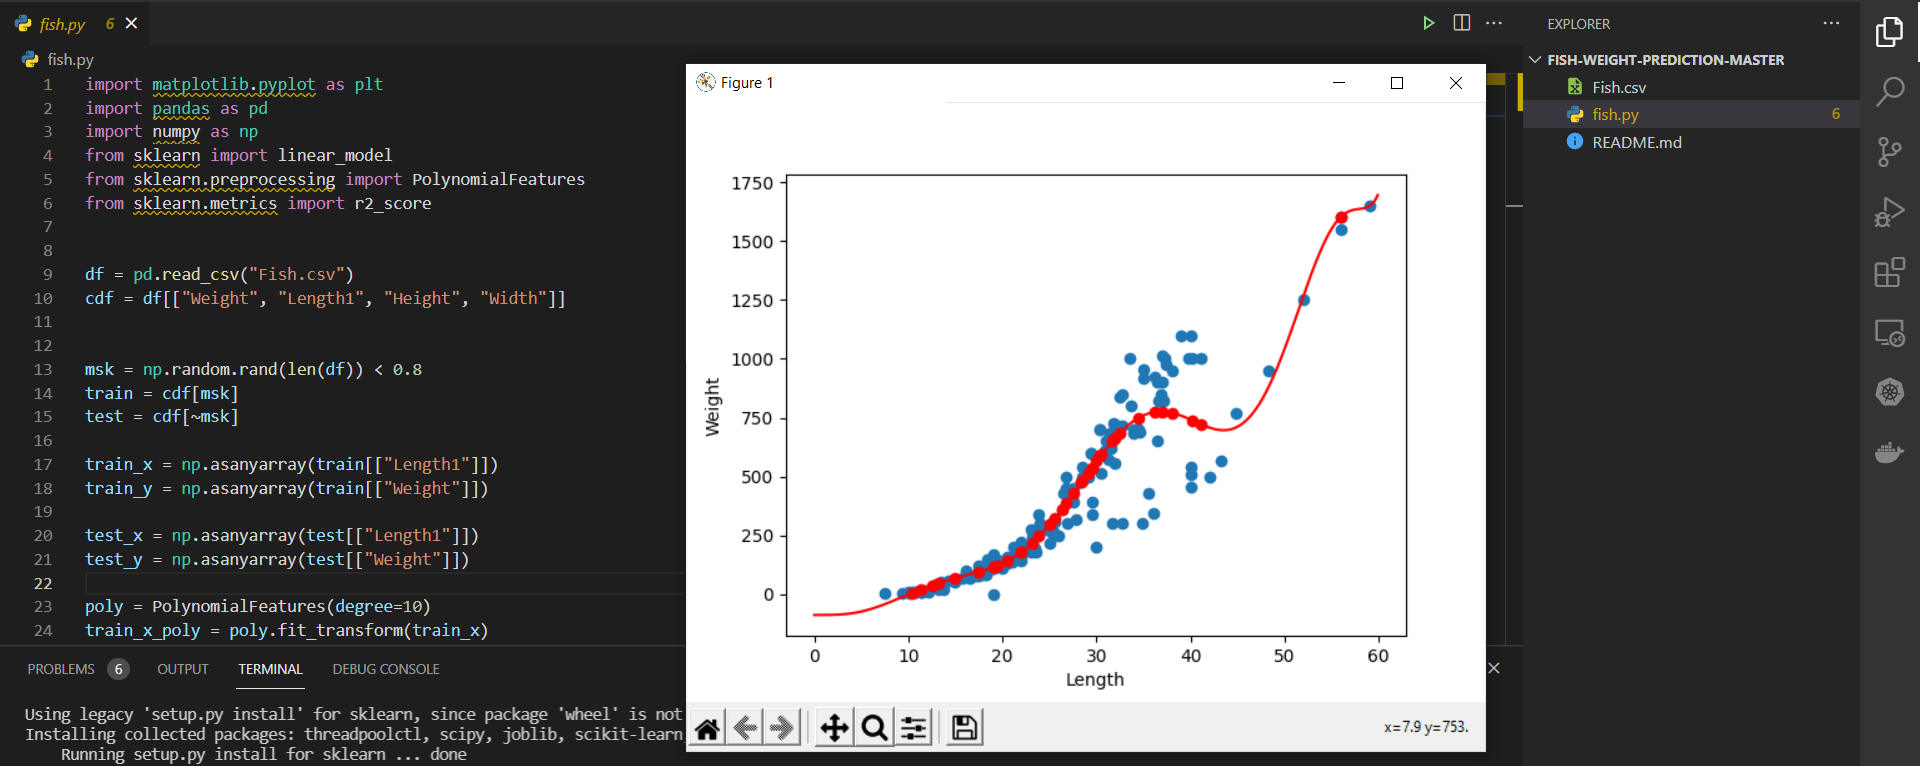 fish.py 6
EXPLORER
fish.py
FISH-WEIGHT-PREDICTION-MASTER
Fish.csv
fish.py 6
README.md
1 import matplotlib.pyplot as plt
2 import pandas as pd
3 import numpy as np
4 from sklearn import linear_model
5 from sklearn.preprocessing import PolynomialFeatures
6 from sklearn.metrics import r2_score
7
8
9 df = pd.read_csv("Fish.csv")
10 cdf = df[["Weight", "Length1", "Height", "Width"]]
11
12
13 msk = np.random.rand(len(df)) < 0.8
14 train = cdf[msk]
15 test = cdf[~msk]
16
17 train_x = np.asanyarray(train[["Length1"]])
18 train_y = np.asanyarray(train[["Weight"]])
19
20 test_x = np.asanyarray(test[["Length1"]])
21 test_y = np.asanyarray(test[["Weight"]])
22
23 poly = PolynomialFeatures(degree=10)
24 train_x_poly = poly.fit_transform(train_x)
Figure 1
1750
1500
1250
1000
750
500
250
0
Weight
0 10 20 30 40 50 60
Length
x=7.9 y=753.
PROBLEMS 6 OUTPUT TERMINAL DEBUG CONSOLE
Using legacy 'setup.py install' for sklearn, since package 'wheel' is not
Installing collected packages: threadpoolctl, scipy, joblib, scikit-learn
Running setup.py install for sklearn ... done